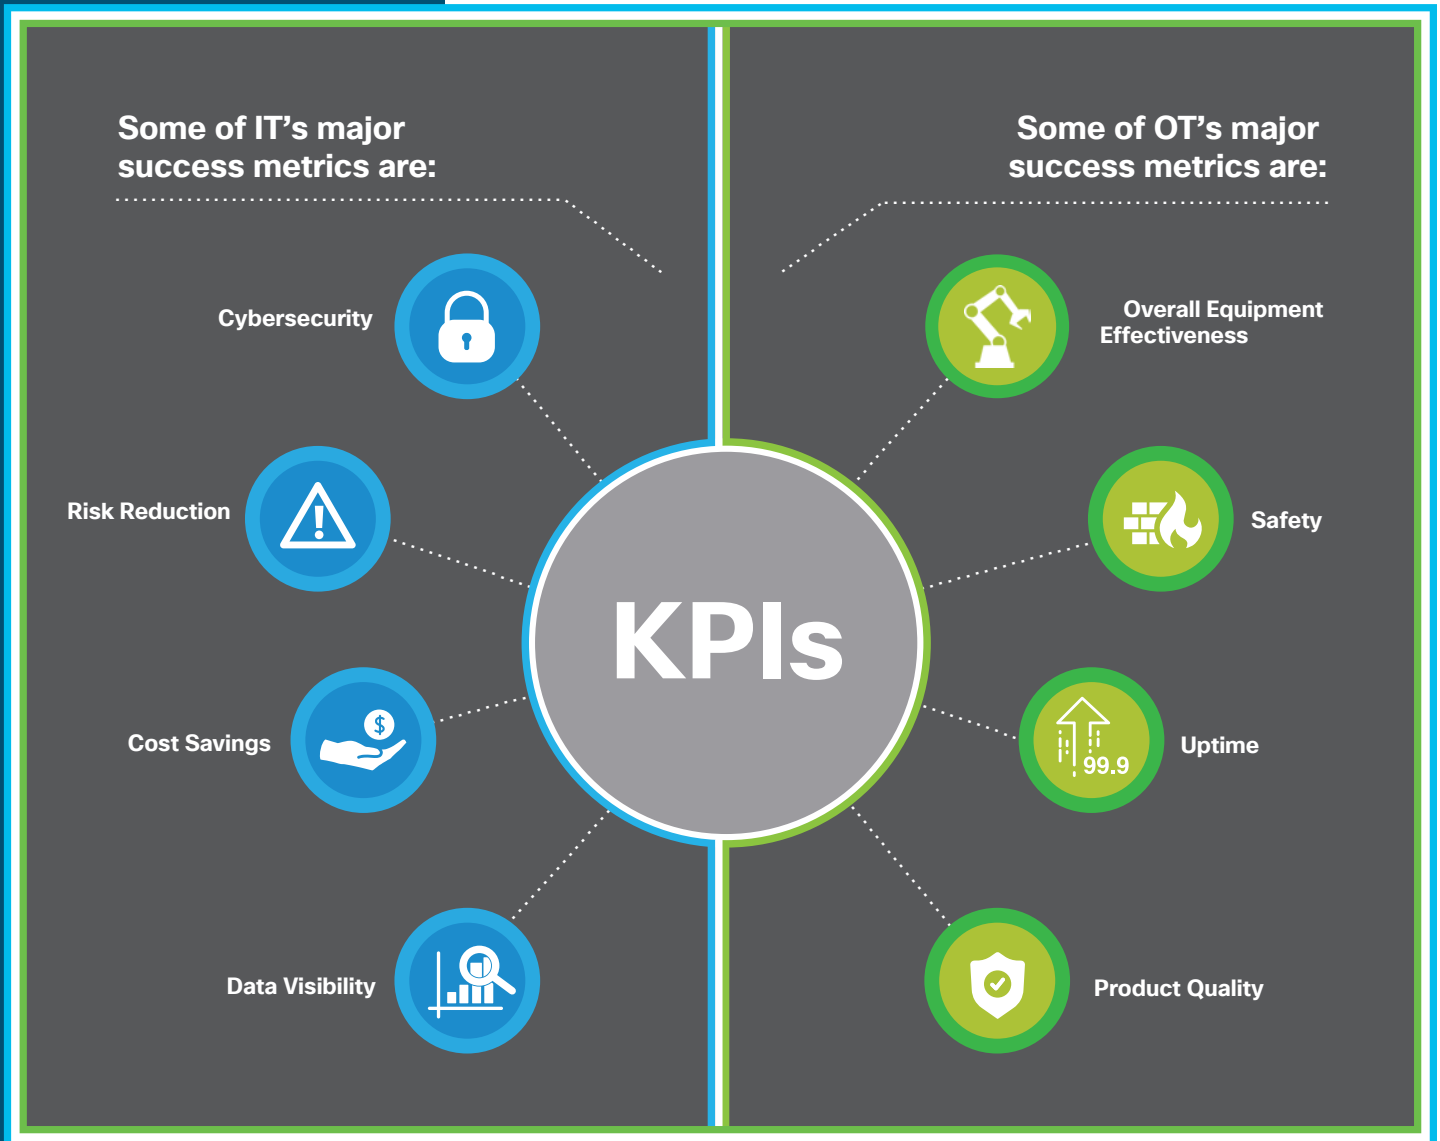 Some of IT's major
success metrics are:
Cybersecurity
Risk Reduction
Cost Savings
$
Data Visibility
KPIs
Some of OT's major
success metrics are:
Overall Equipment
Effectiveness
Safety
99.9
Uptime
Product Quality